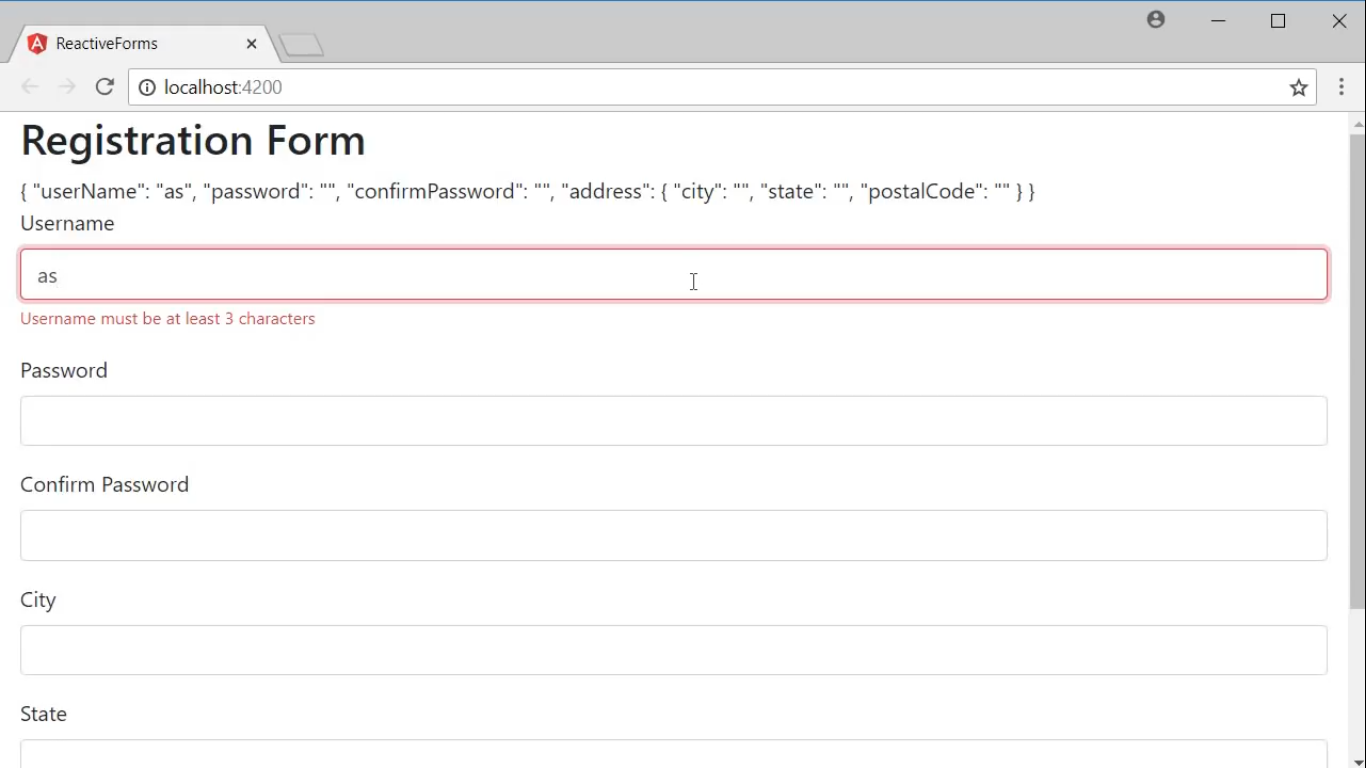 ReactiveForms
localhost:4200
Registration Form
{ "userName": "as", "password": "", "confirmPassword": "", "address": { "city": "", "state": "", "postalCode": "" } }
Username
as
Username must be at least 3 characters
Password
Confirm Password
City
State